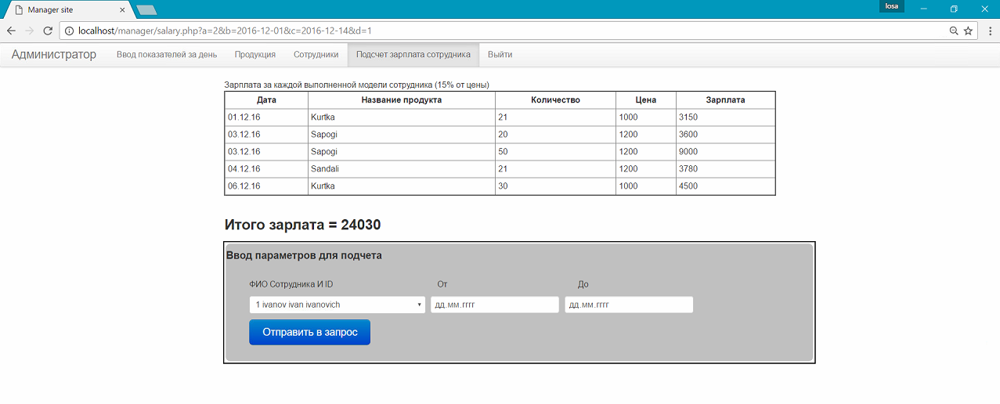 Manager site
losa
localhost/manager/salary.php?a=2&b=2016-12-01&c=2016-12-14&d=1
Администратор Ввод показателей за день Продукция Сотрудники Подсчет зарплата сотрудника Выйти
Зарплата за каждой выполненной модели сотрудника (15% от цены)
Дата Название продукта Количество Цена Зарплата
01.12.16 Kurtka 21 1000 3150
03.12.16 Sapogi 20 1200 3600
03.12.16 Sapogi 50 1200 9000
04.12.16 Sandali 21 1200 3780
06.12.16 Kurtka 30 1000 4500
Итого зарлата = 24030
Ввод параметров для подчета
ФИО Сотрудника И ID От До
1 ivanov ivan ivanovich дд.мм.гггг дд.мм.гггг
Отправить в запрос